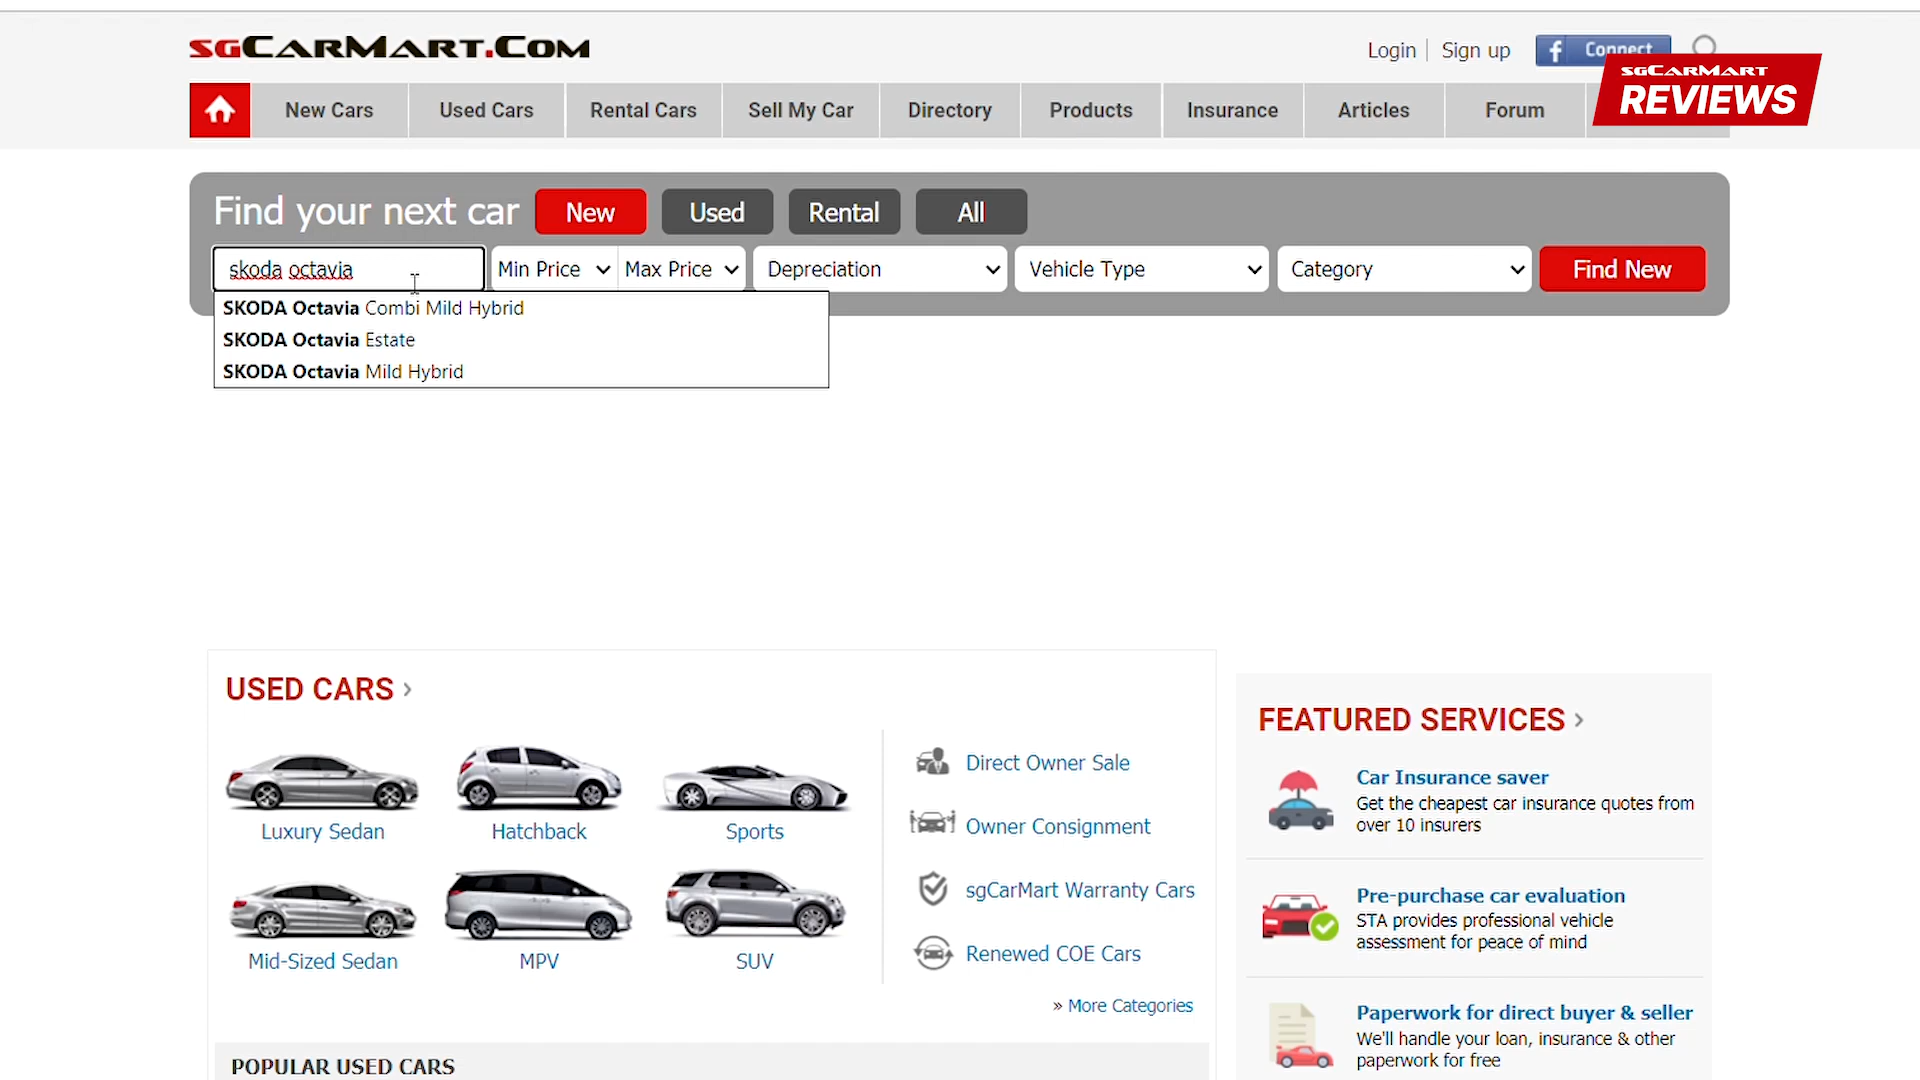 sgCarMart.Com
Login Sign up
Connect
sgCarMart
REVIEWS
New Cars Used Cars Rental Cars Sell My Car Directory Products Insurance Articles Forum
Find your next car New Used Rental All
skoda octavia Min Price Max Price Depreciation Vehicle Type Category Find New
SKODA Octavia Combi Mild Hybrid
SKODA Octavia Estate
SKODA Octavia Mild Hybrid
USED CARS ›
Luxury Sedan Hatchback Sports
Mid-Sized Sedan MPV SUV
Direct Owner Sale
Owner Consignment
sgCarMart Warranty Cars
Renewed COE Cars
» More Categories
POPULAR USED CARS
FEATURED SERVICES ›
Car Insurance saver
Get the cheapest car insurance quotes from
over 10 insurers
Pre-purchase car evaluation
STA provides professional vehicle
assessment for peace of mind
Paperwork for direct buyer & seller
We'll handle your loan, insurance & other
paperwork for free